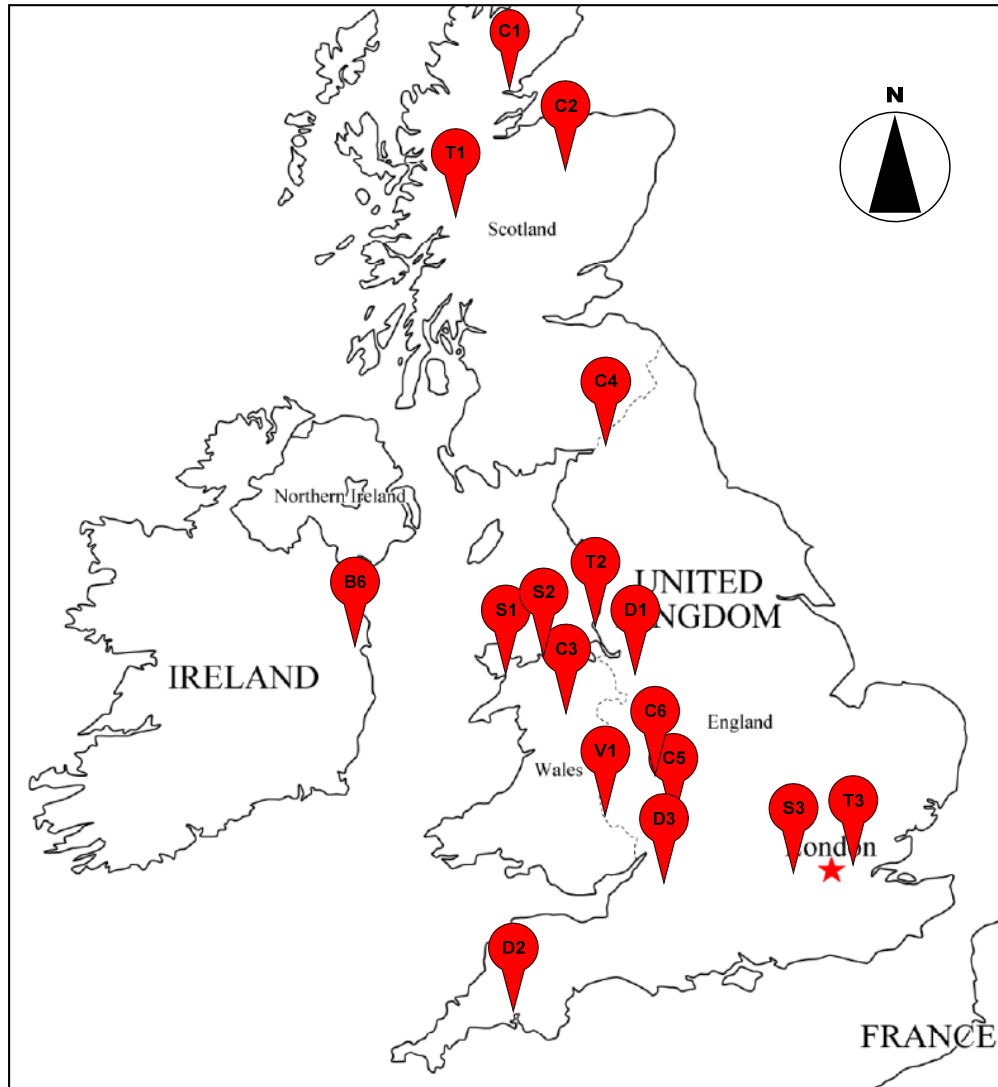 C1
C2
N
T1
Scotland
C4
Northern Ireland
B6
T2
UNITED
S2
S1
D1
C3
IRELAND
C6
England
V1
C5
Wales
T3
S3
D3
London
D2
FRANCE